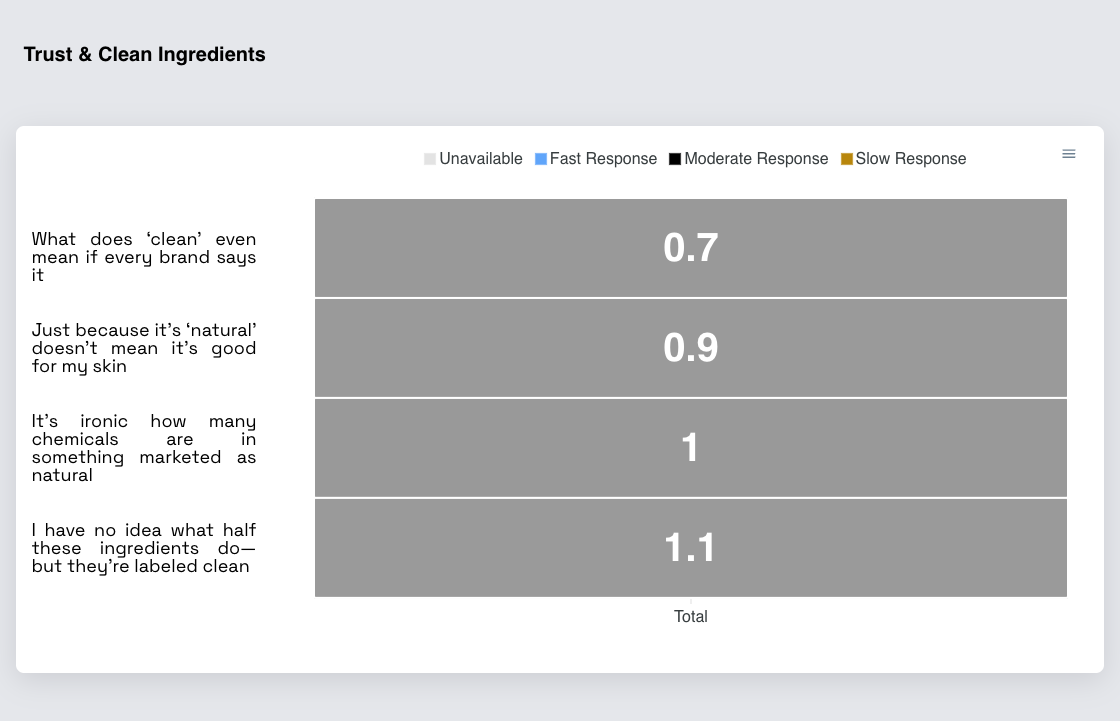 Trust & Clean Ingredients
Unavailable Fast Response Moderate Response Slow Response
What does ‘clean’ even
mean if every brand says
it
0.7
Just because it’s ‘natural’
doesn’t mean it’s good
for my skin
0.9
It’s ironic how many
chemicals are in
something marketed as
natural
1
I have no idea what half
these ingredients do—
but they’re labeled clean
1.1
Total